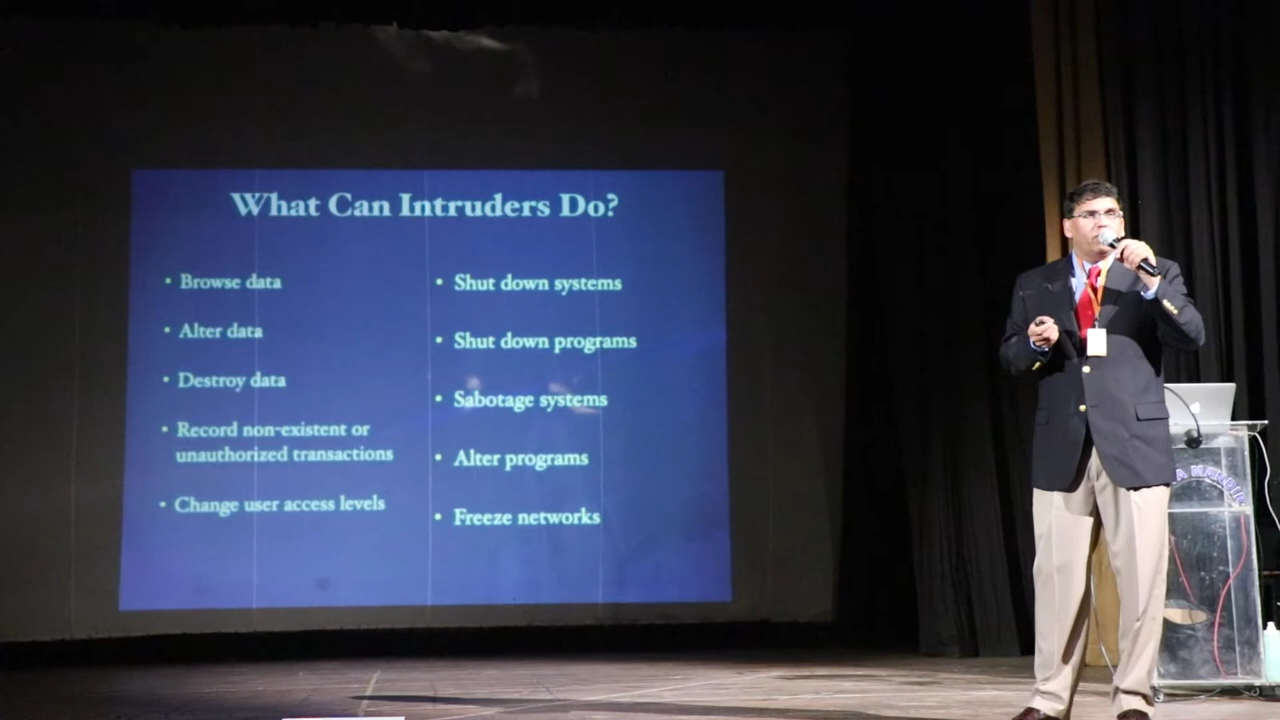 What Can Intruders Do?
• Browse data
• Alter data
• Destroy data
• Record non-existent or
unauthorized transactions
• Change user access levels
• Shut down systems
• Shut down programs
• Sabotage systems
• Alter programs
• Freeze networks
A MANDIR